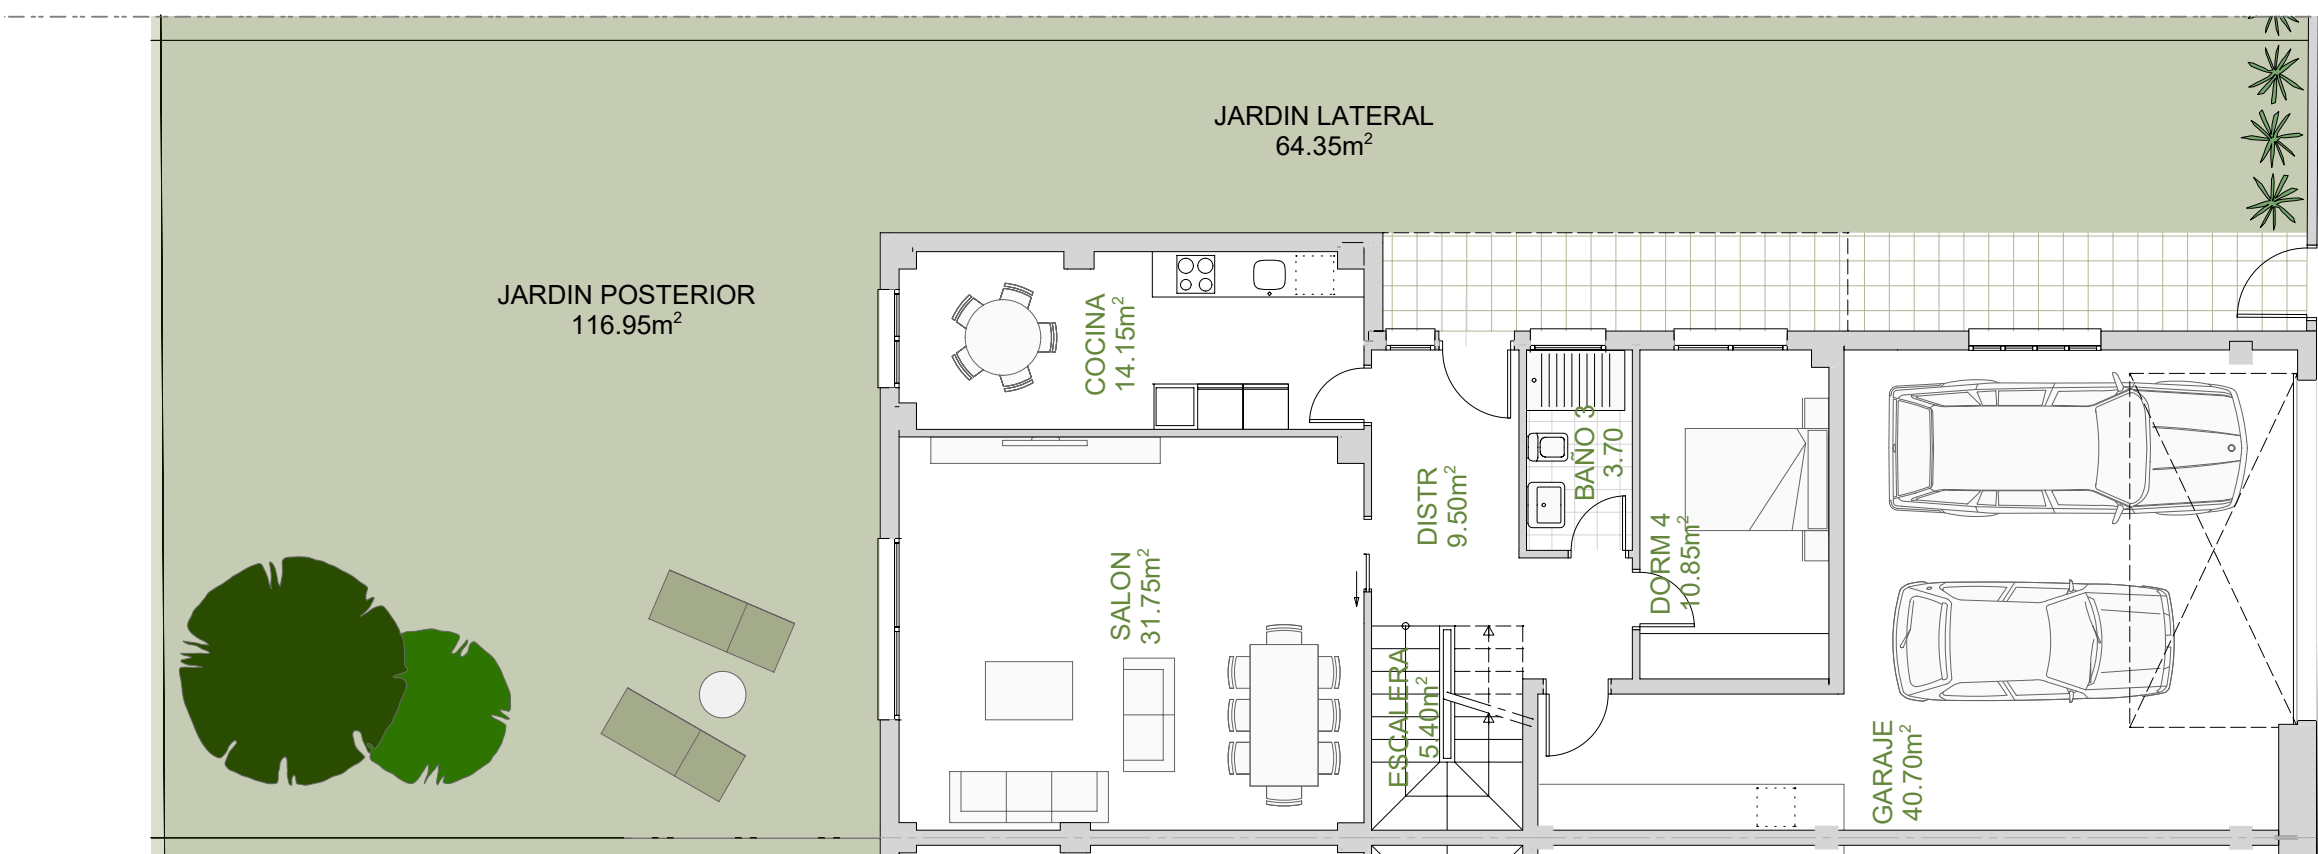 JARDIN LATERAL
64.35m²
JARDIN POSTERIOR
116.95m²
COCINA
14.15m²
SALON
31.75m²
DISTR
9.50m²
BAÑO 3
3.70
DORM 4
10.85m²
ESCALERA
5.40m²
GARAJE
40.70m²